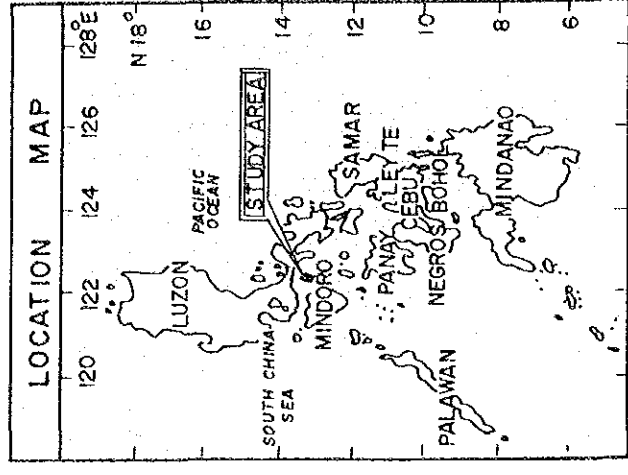 LOCATION MAP
120
122
124
126
128°E
N 18°
16
14
12
10
8
6
PACIFIC
OCEAN
LUZON
STUDY AREA
SOUTH CHINA
SEA
MINDORO
SAMAR
PANAY
LEYTE
CEBU
NEGROS
BOHOL
PALAWAN
MINDANAO